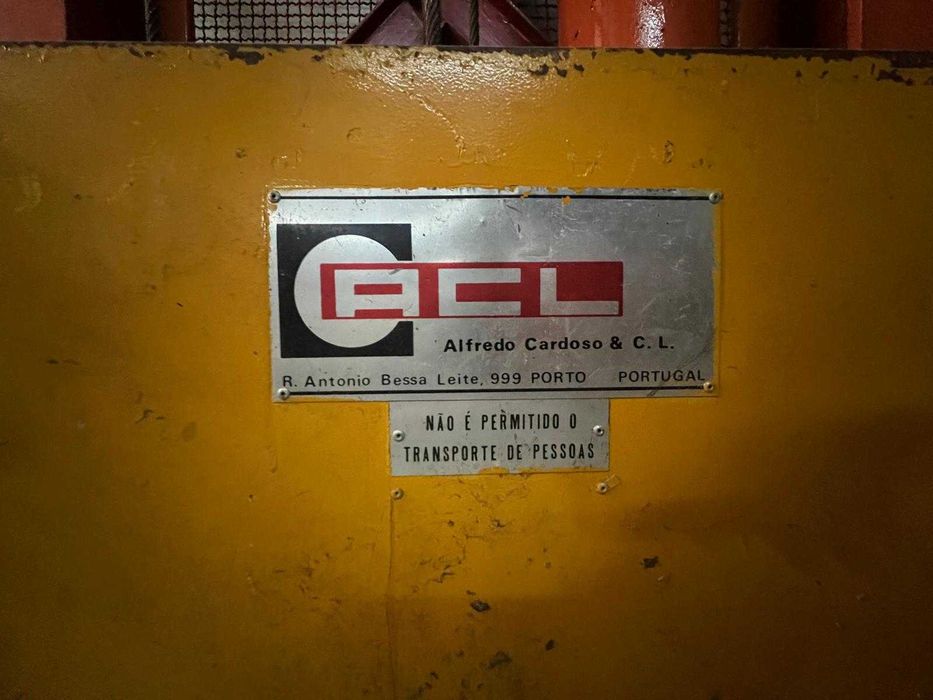 ACL
Alfredo Cardoso & C. L.
R. Antonio Bessa Leite, 999 PORTO PORTUGAL
NÃO É PERMITIDO O
TRANSPORTE DE PESSOAS